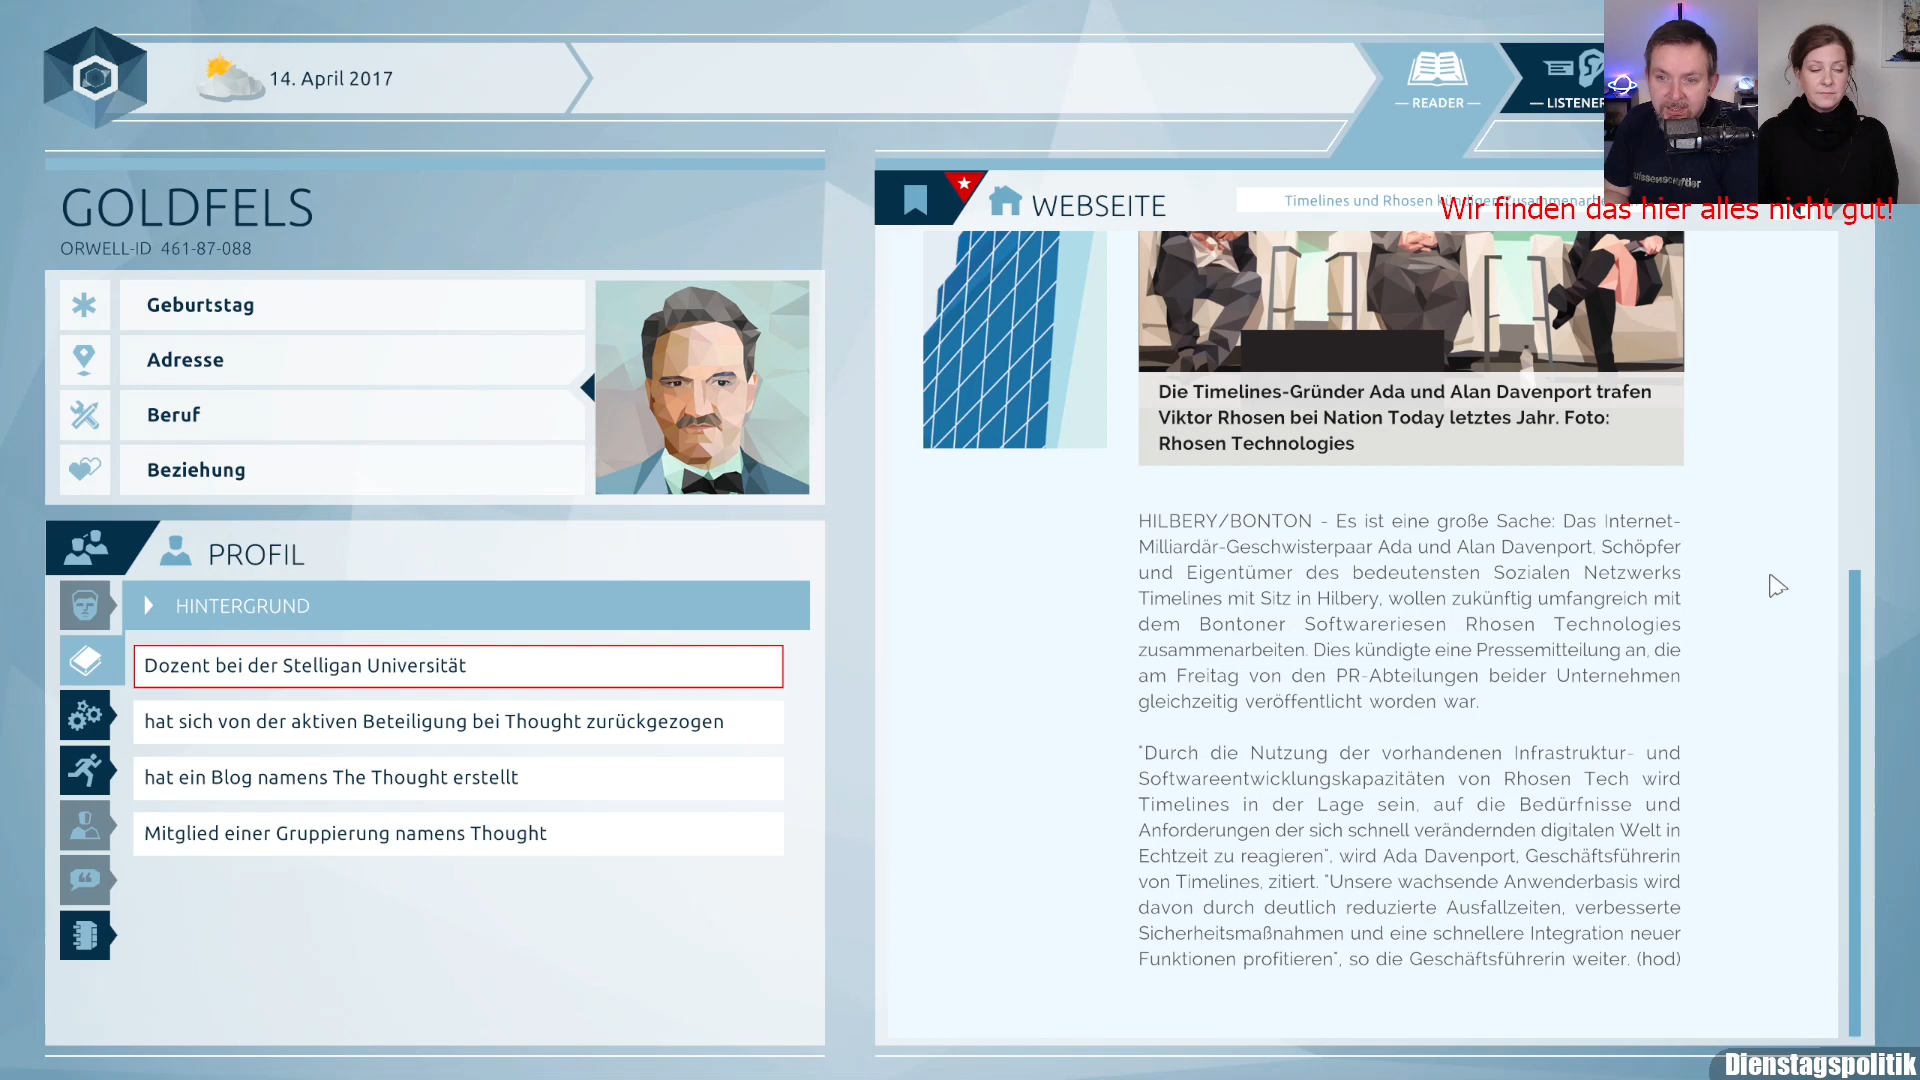 14. April 2017
READER
LISTENER
GOLDFELS
ORWELL-ID 461-87-088
Geburtstag
Adresse
Beruf
Beziehung
PROFIL
HINTERGRUND
Dozent bei der Stelligan Universität
hat sich von der aktiven Beteiligung bei Thought zurückgezogen
hat ein Blog namens The Thought erstellt
Mitglied einer Gruppierung namens Thought
WEBSEITE
Timelines und Rhosen kündigen Zusammenarbe
Wir finden das hier alles nicht gut!
Die Timelines-Gründer Ada und Alan Davenport trafen
Viktor Rhosen bei Nation Today letztes Jahr. Foto:
Rhosen Technologies
HILBERY/BONTON - Es ist eine große Sache: Das Internet-
Milliardär-Geschwisterpaar Ada und Alan Davenport, Schöpfer
und Eigentümer des bedeutensten Sozialen Netzwerks
Timelines mit Sitz in Hilbery, wollen zukünftig umfangreich mit
dem Bontoner Softwareriesen Rhosen Technologies
zusammenarbeiten. Dies kündigte eine Pressemitteilung an, die
am Freitag von den PR-Abteilungen beider Unternehmen
gleichzeitig veröffentlicht worden war.
"Durch die Nutzung der vorhandenen Infrastruktur- und
Softwareentwicklungskapazitäten von Rhosen Tech wird
Timelines in der Lage sein, auf die Bedürfnisse und
Anforderungen der sich schnell verändernden digitalen Welt in
Echtzeit zu reagieren", wird Ada Davenport, Geschäftsführerin
von Timelines, zitiert. "Unsere wachsende Anwenderbasis wird
davon durch deutlich reduzierte Ausfallzeiten, verbesserte
Sicherheitsmaßnahmen und eine schnellere Integration neuer
Funktionen profitieren", so die Geschäftsführerin weiter. (hod)
Dienstagspolitik